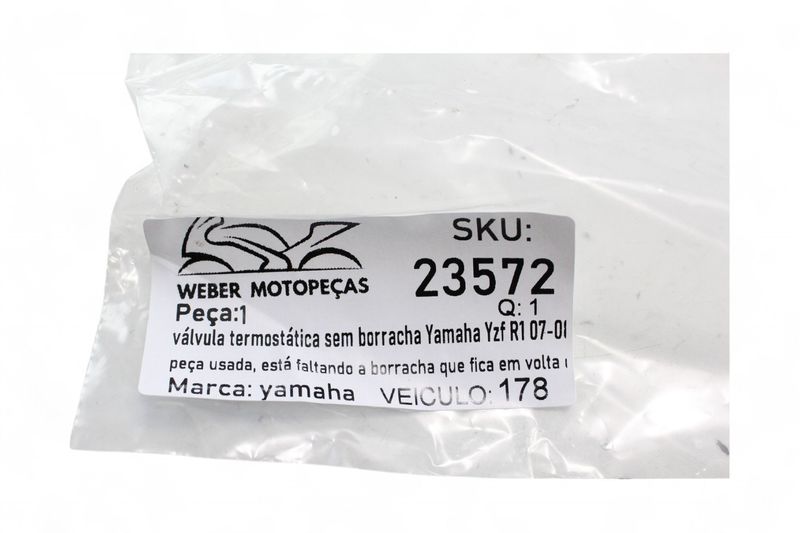 SKU:
WEBER MOTOPEÇAS
23572
Peça:1
Q: 1
válvula termostática sem borracha Yamaha Yzf R1 07-08
peça usada, está faltando a borracha que fica em volta
Marca: yamaha VEICULO: 178